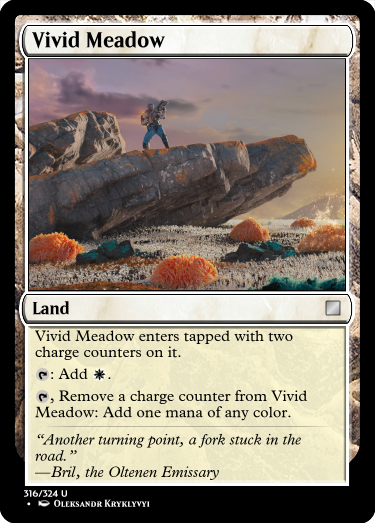 Vivid Meadow
Land
Vivid Meadow enters tapped with two
charge counters on it.
: Add .
, Remove a charge counter from Vivid
Meadow: Add one mana of any color.
“Another turning point, a fork stuck in the
road.”
—Bril, the Oltenen Emissary
316/324 U
• Oleksandr Kryklyvyi